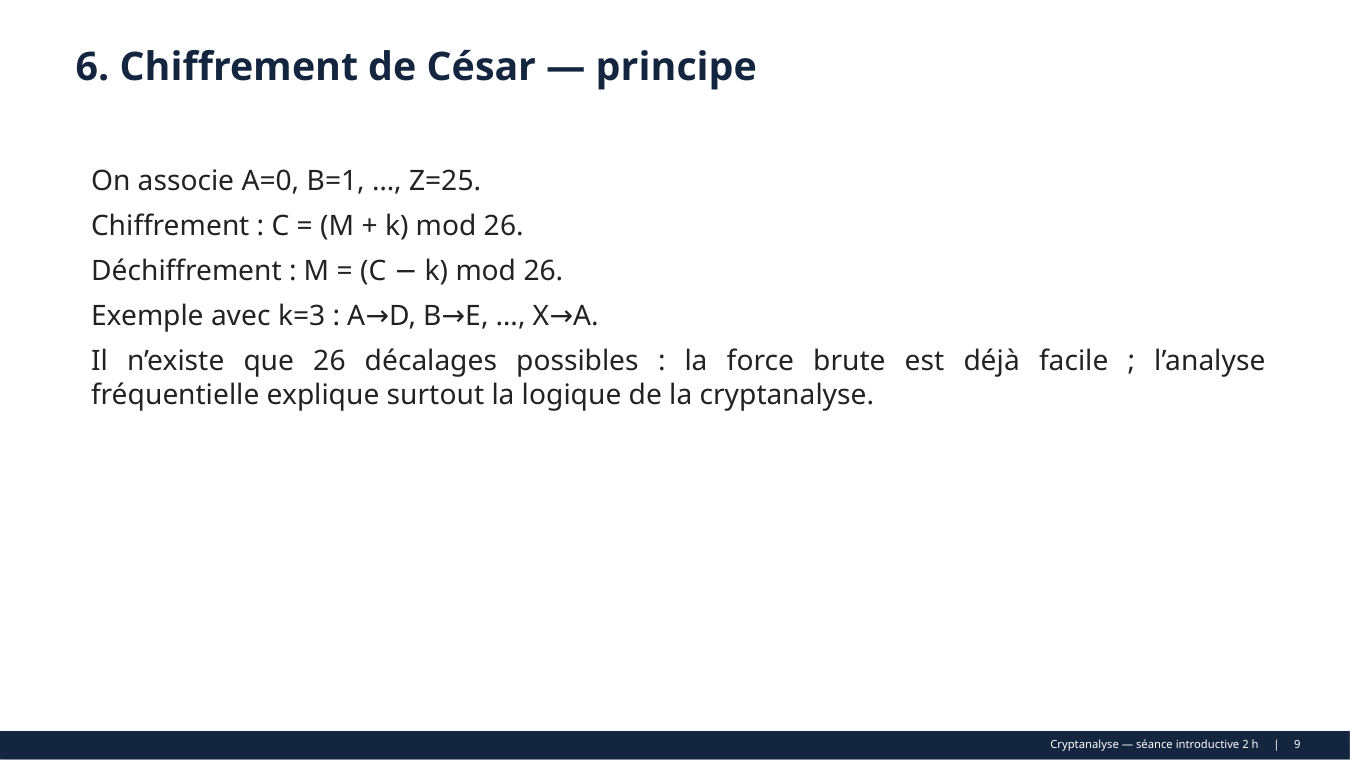 6. Chiffrement de César — principe
On associe A=0, B=1, …, Z=25.
Chiffrement : C = (M + k) mod 26.
Déchiffrement : M = (C − k) mod 26.
Exemple avec k=3 : A→D, B→E, …, X→A.
Il n’existe que 26 décalages possibles : la force brute est déjà facile ; l’analyse
fréquentielle explique surtout la logique de la cryptanalyse.
Cryptanalyse — séance introductive 2 h | 9